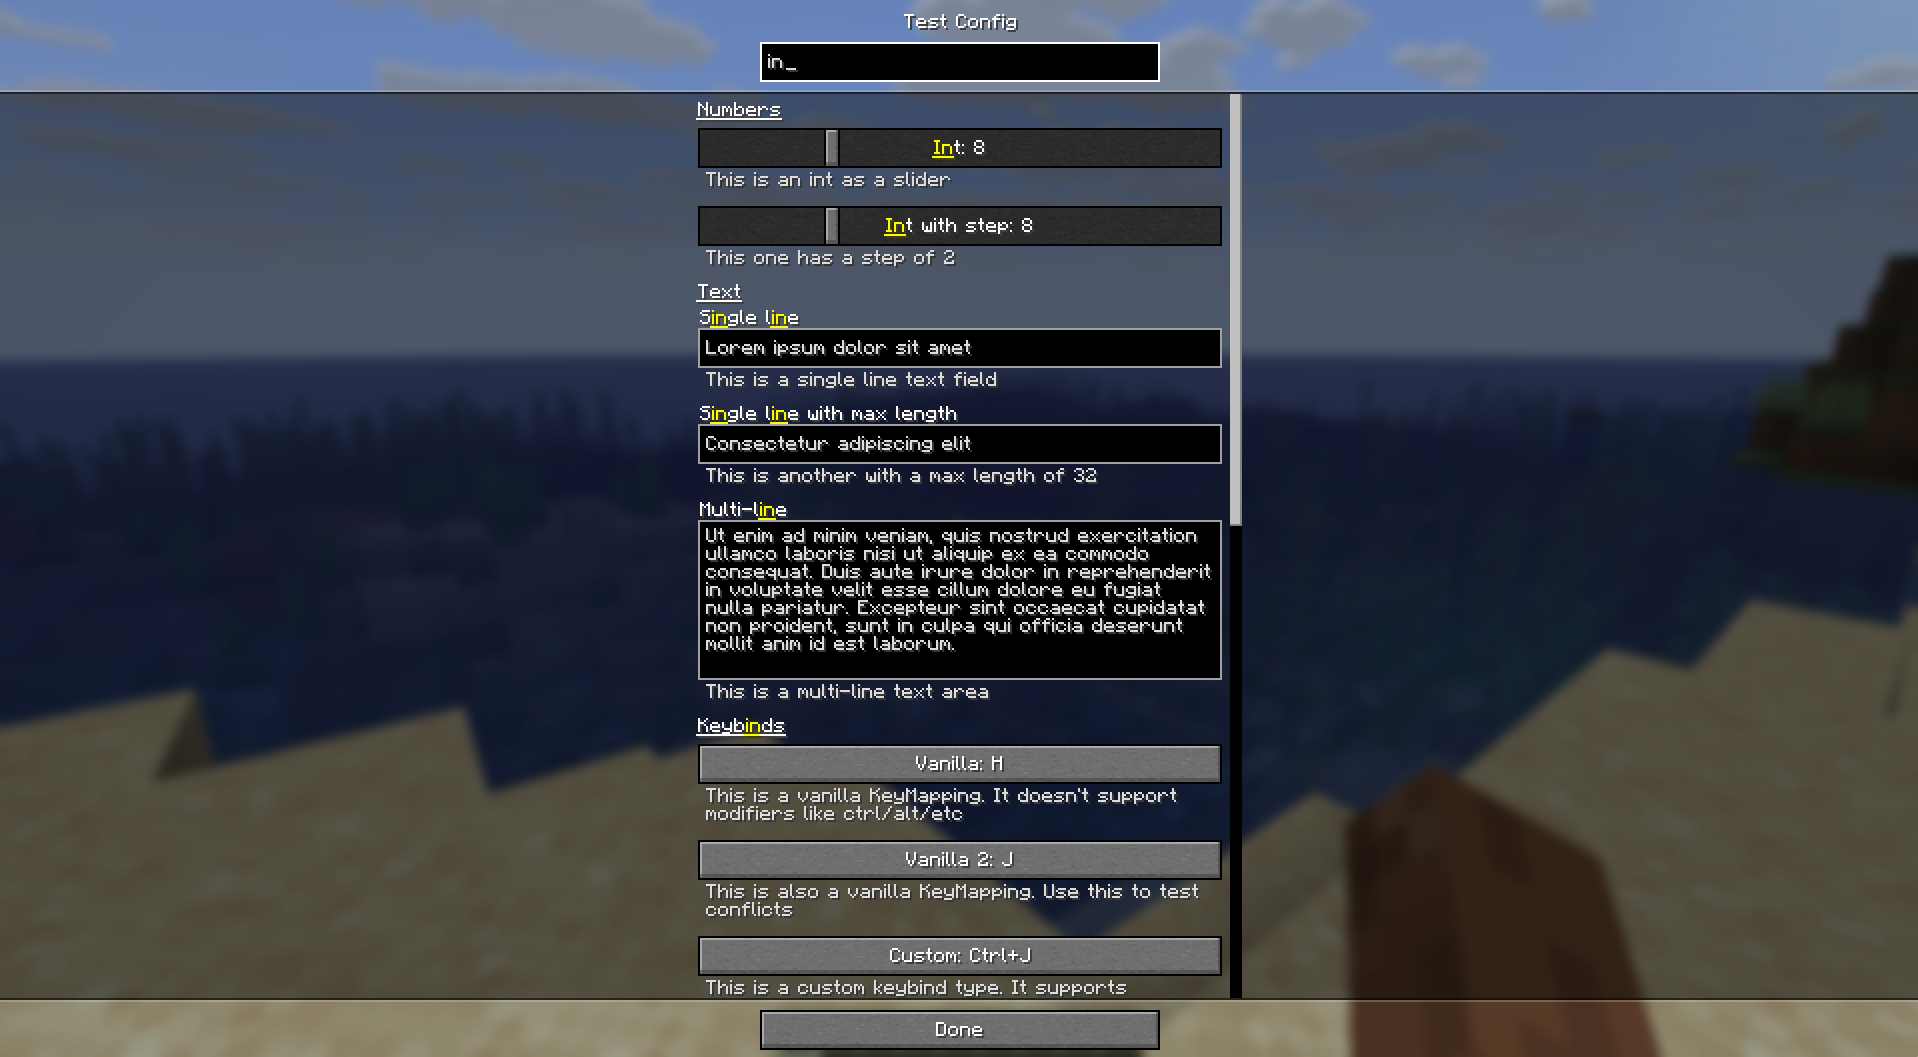 Test Config
in_
Numbers
Int: 8
This is an int as a slider
Int with step: 8
This one has a step of 2
Text
Single line
Lorem ipsum dolor sit amet
This is a single line text field
Single line with max length
Consectetur adipiscing elit
This is another with a max length of 32
Multi-line
Ut enim ad minim veniam, quis nostrud exercitation
ullamco laboris nisi ut aliquip ex ea commodo
consequat. Duis aute irure dolor in reprehenderit
in voluptate velit esse cillum dolore eu fugiat
nulla pariatur. Excepteur sint occaecat cupidatat
non proident, sunt in culpa qui officia deserunt
mollit anim id est laborum.
This is a multi-line text area
Keybinds
Vanilla: H
This is a vanilla KeyMapping. It doesn't support
modifiers like ctrl/alt/etc
Vanilla 2: J
This is also a vanilla KeyMapping. Use this to test
conflicts
Custom: Ctrl+J
This is a custom keybind type. It supports
Done